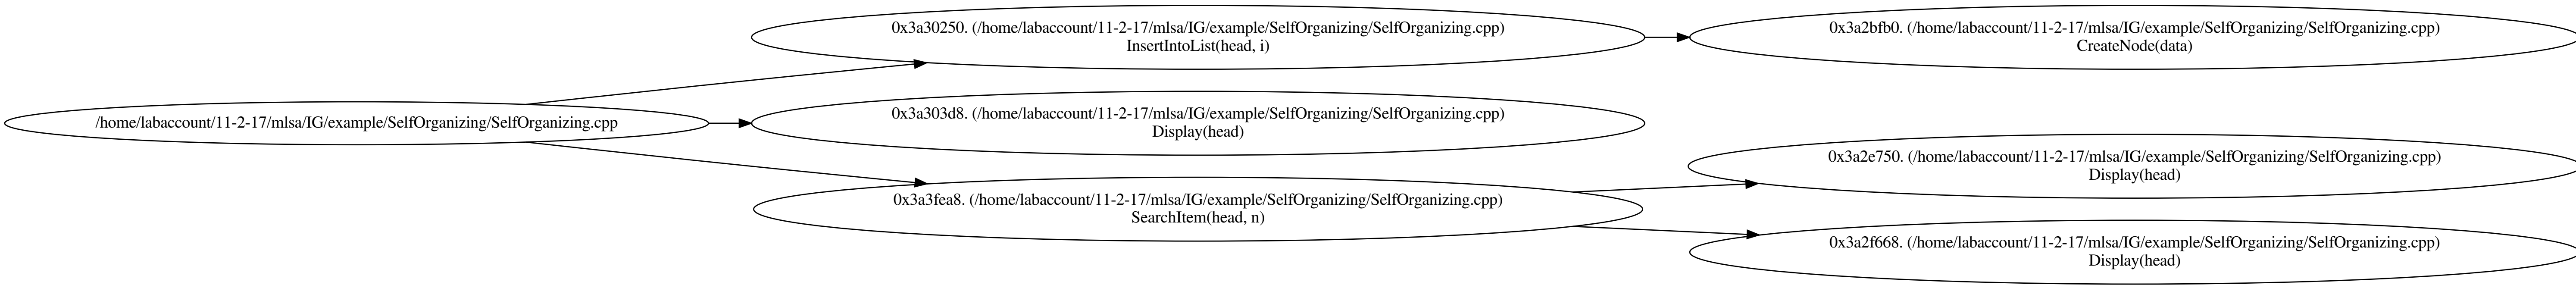 0x3a30250. (/home/labaccount/11-2-17/mlsa/IG/example/SelfOrganizing/SelfOrganizing.cpp)
InsertIntoList(head, i)
0x3a2bfb0. (/home/labaccount/11-2-17/mlsa/IG/example/SelfOrganizing/SelfOrganizing.cpp)
CreateNode(data)
/home/labaccount/11-2-17/mlsa/IG/example/SelfOrganizing/SelfOrganizing.cpp
0x3a303d8. (/home/labaccount/11-2-17/mlsa/IG/example/SelfOrganizing/SelfOrganizing.cpp)
Display(head)
0x3a3fea8. (/home/labaccount/11-2-17/mlsa/IG/example/SelfOrganizing/SelfOrganizing.cpp)
SearchItem(head, n)
0x3a2e750. (/home/labaccount/11-2-17/mlsa/IG/example/SelfOrganizing/SelfOrganizing.cpp)
Display(head)
0x3a2f668. (/home/labaccount/11-2-17/mlsa/IG/example/SelfOrganizing/SelfOrganizing.cpp)
Display(head)